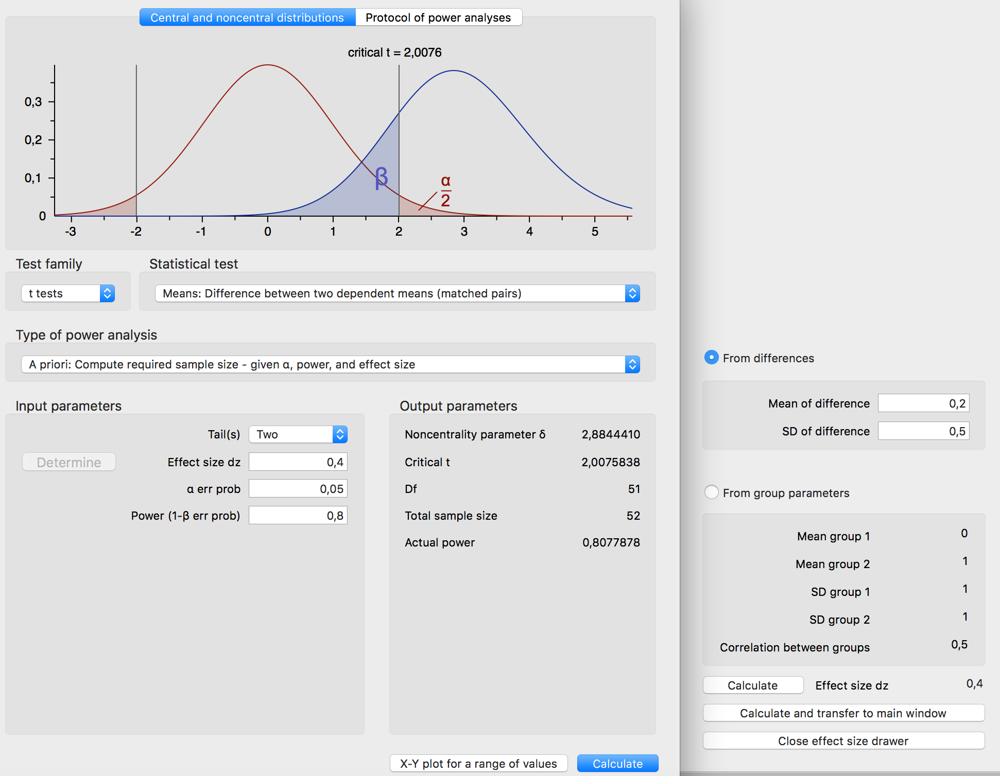 Central and noncentral distributions Protocol of power analyses
critical t = 2,0076
0,3
0,2
0,1
0
β
α
2
-3 -2 -1 0 1 2 3 4 5
Test family Statistical test
t tests Means: Difference between two dependent means (matched pairs)
Type of power analysis
A priori: Compute required sample size - given α, power, and effect size
Input parameters
Tail(s) Two
Determine Effect size dz 0,4
α err prob 0,05
Power (1-β err prob) 0,8
Output parameters
Noncentrality parameter δ 2,8844410
Critical t 2,0075838
Df 51
Total sample size 52
Actual power 0,8077878
X-Y plot for a range of values Calculate
From differences
Mean of difference 0,2
SD of difference 0,5
From group parameters
Mean group 1 0
Mean group 2 1
SD group 1 1
SD group 2 1
Correlation between groups 0,5
Calculate Effect size dz 0,4
Calculate and transfer to main window
Close effect size drawer